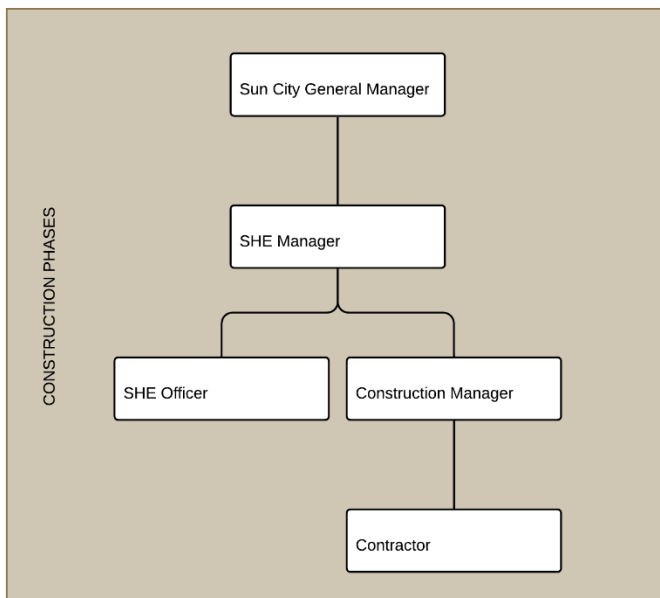 Sun City General Manager
SHE Manager
CONSTRUCTION PHASES
SHE Officer
Construction Manager
Contractor